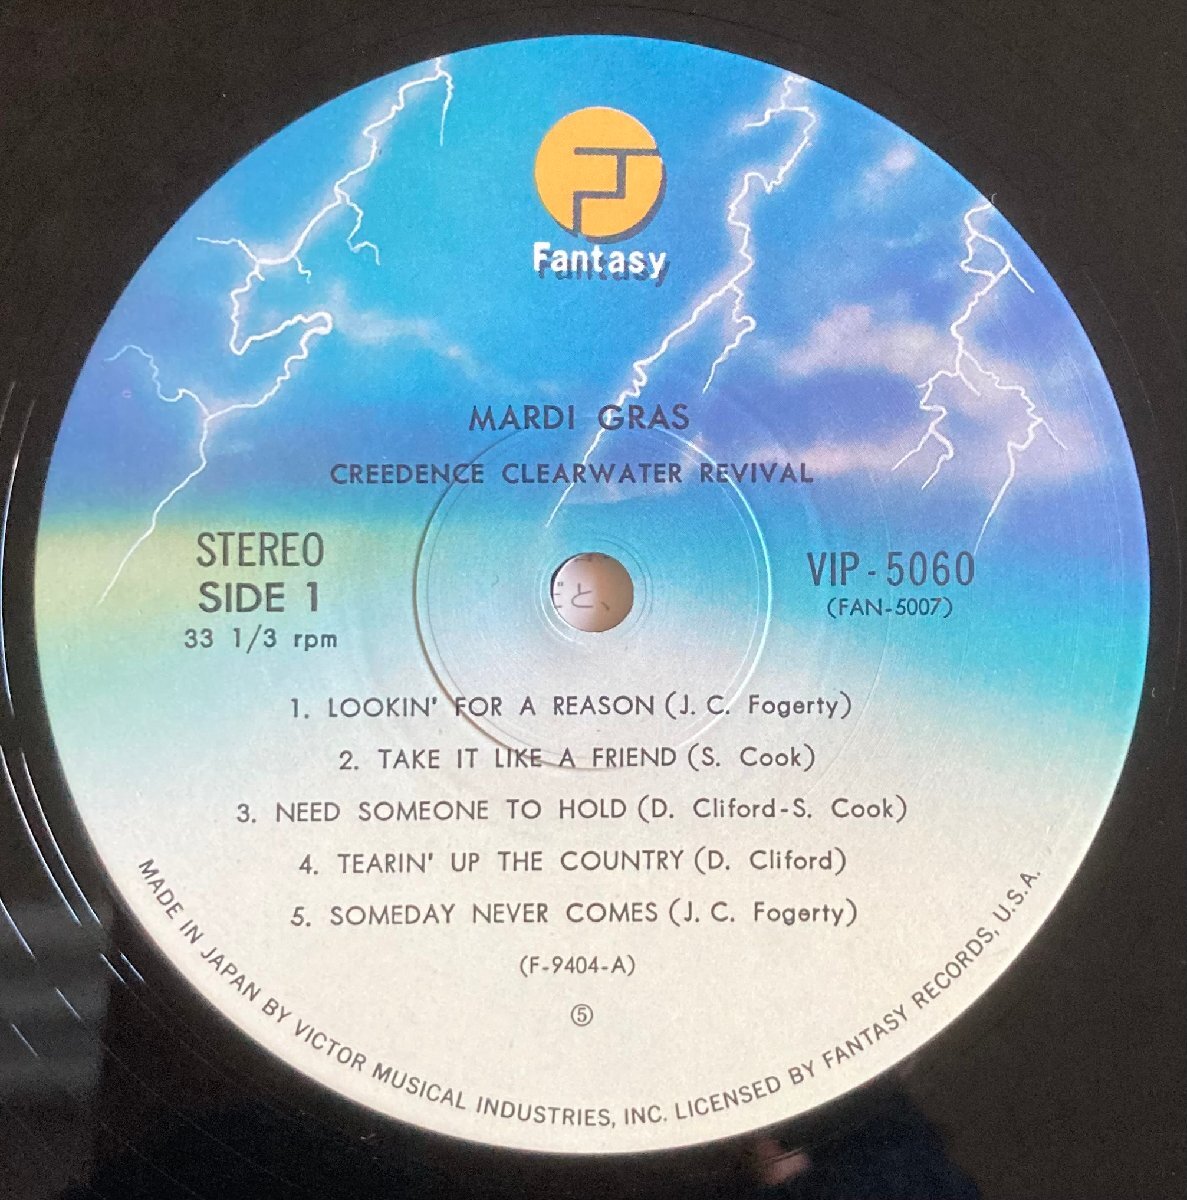 Fantasy
MARDI GRAS
CREEDENCE CLEARWATER REVIVAL
STEREO
SIDE 1
33 1/3 rpm
VIP-5060
(FAN-5007)
と、
1. LOOKIN' FOR A REASON (J. C. Fogerty)
2. TAKE IT LIKE A FRIEND (S. Cook)
3. NEED SOMEONE TO HOLD (D. Cliford-S. Cook)
4. TEARIN' UP THE COUNTRY (D. Cliford)
5. SOMEDAY NEVER COMES (J. C. Fogerty)
(F-9404-A)
⑤
MADE IN JAPAN BY VICTOR MUSICAL INDUSTRIES, INC. LICENSED BY FANTASY RECORDS, U.S.A.